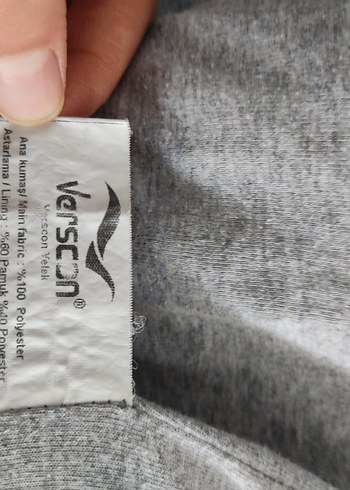 Verscon®
Verscon Yelek
Ana kumaş/ Main fabric : %100 Polyester
Astarlama / Lining : %60 Pamuk %40 Polyester